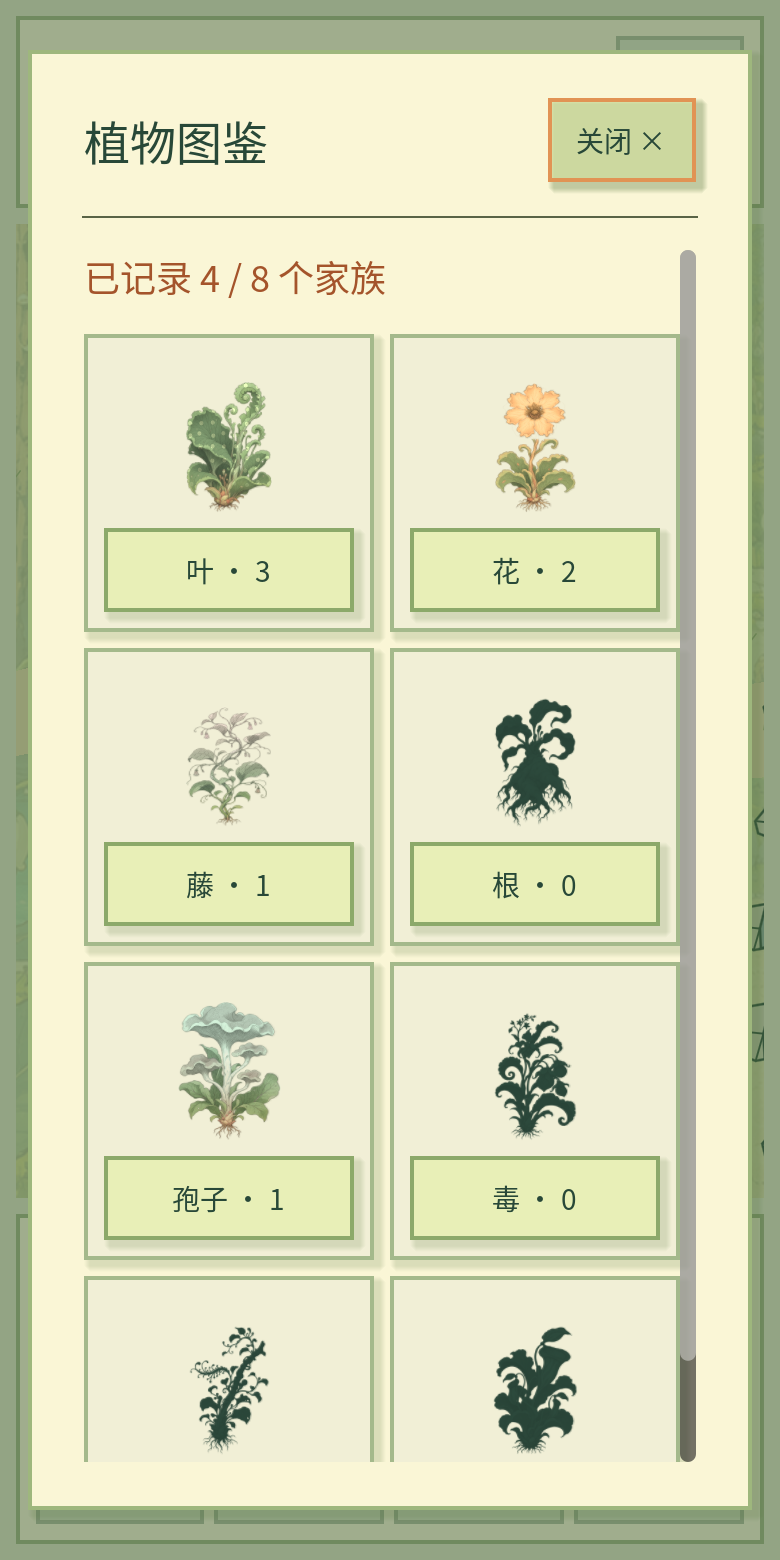 植物图鉴
关闭 ×
已记录 4 / 8 个家族
叶 · 3
花 · 2
藤 · 1
根 · 0
孢子 · 1
毒 · 0